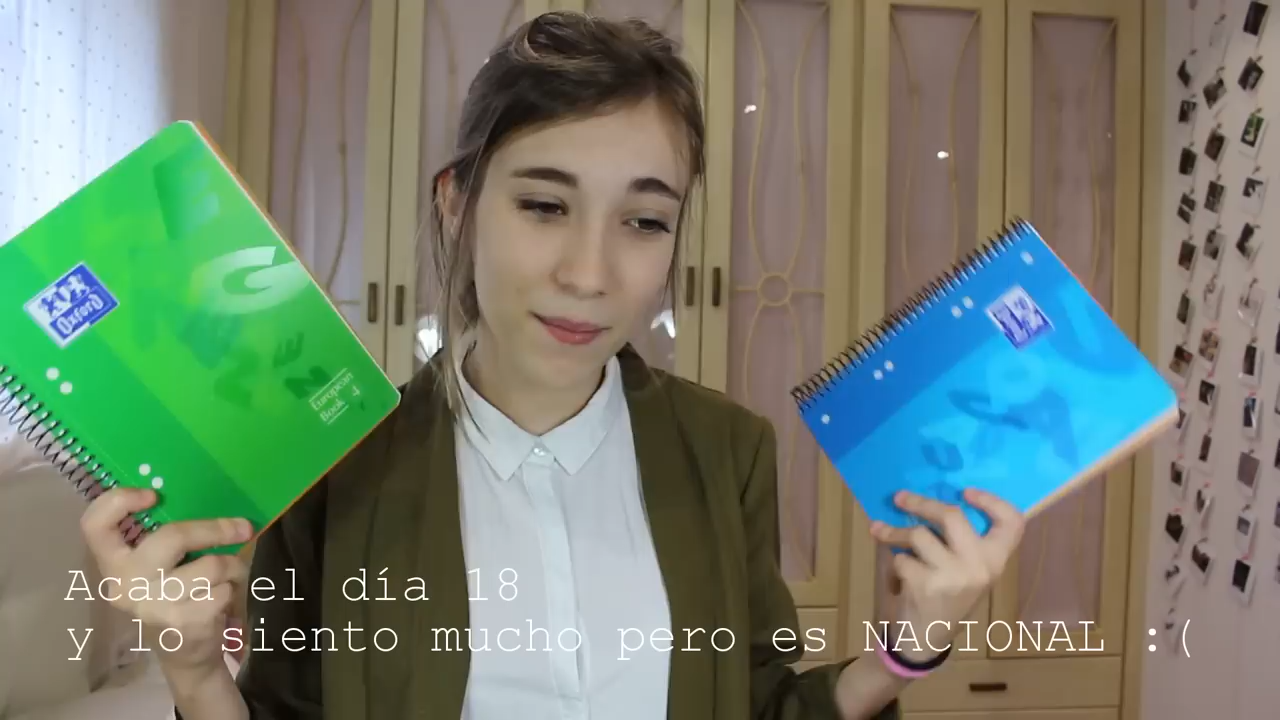 Oxford
European
Book 4
Acaba el día 18
y lo siento mucho pero es NACIONAL :(